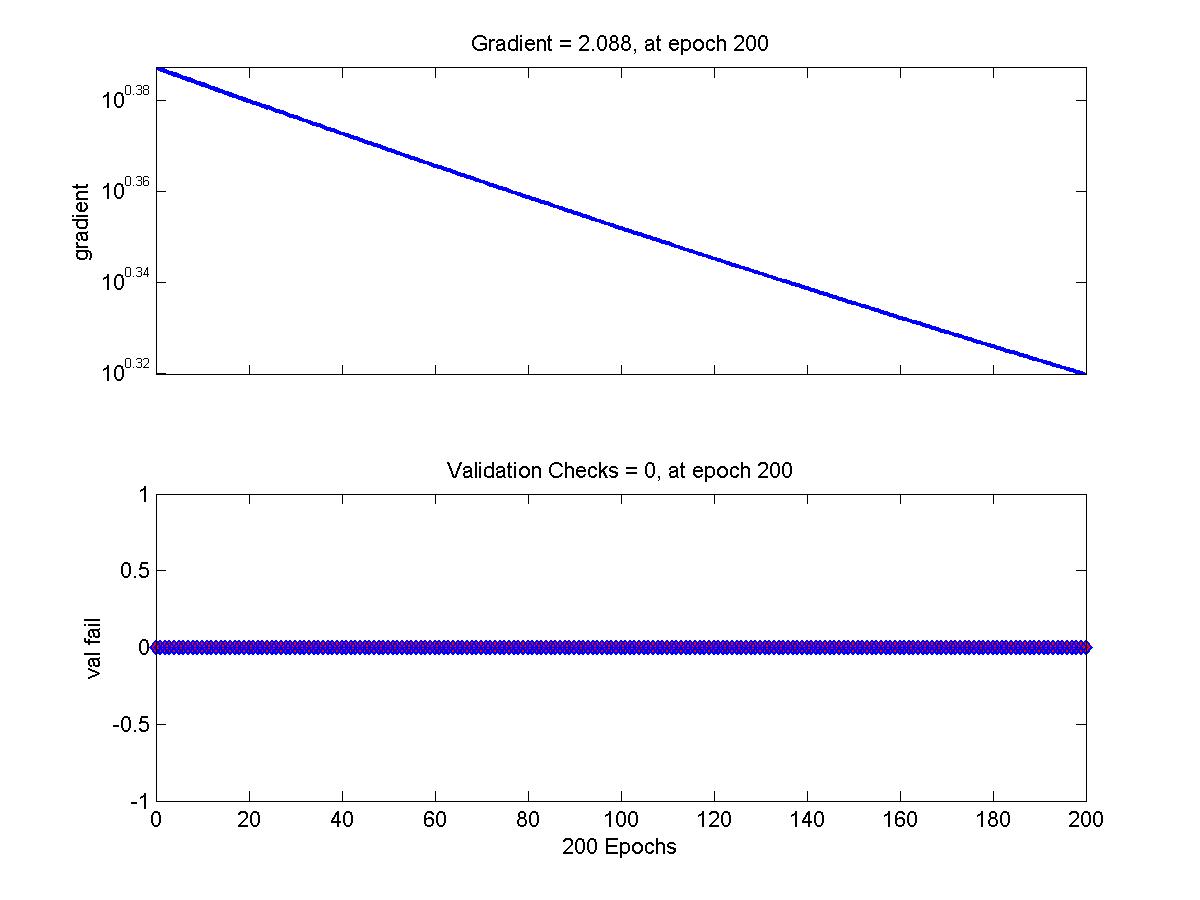 Gradient = 2.088, at epoch 200
10^0.38
10^0.36
10^0.34
10^0.32
gradient
Validation Checks = 0, at epoch 200
1
0.5
0
-0.5
-1
val fail
0 20 40 60 80 100 120 140 160 180 200
200 Epochs